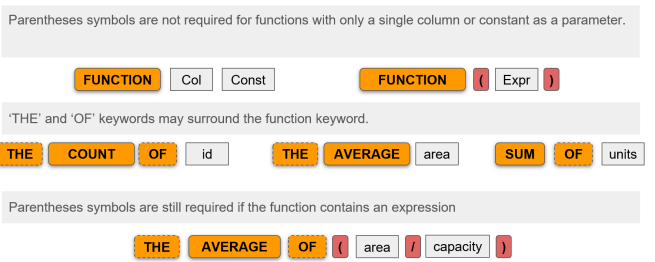 Parentheses symbols are not required for functions with only a single column or constant as a parameter.
FUNCTION Col Const FUNCTION ( Expr )
‘THE’ and ‘OF’ keywords may surround the function keyword.
THE COUNT OF id THE AVERAGE area SUM OF units
Parentheses symbols are still required if the function contains an expression
THE AVERAGE OF ( area / capacity )